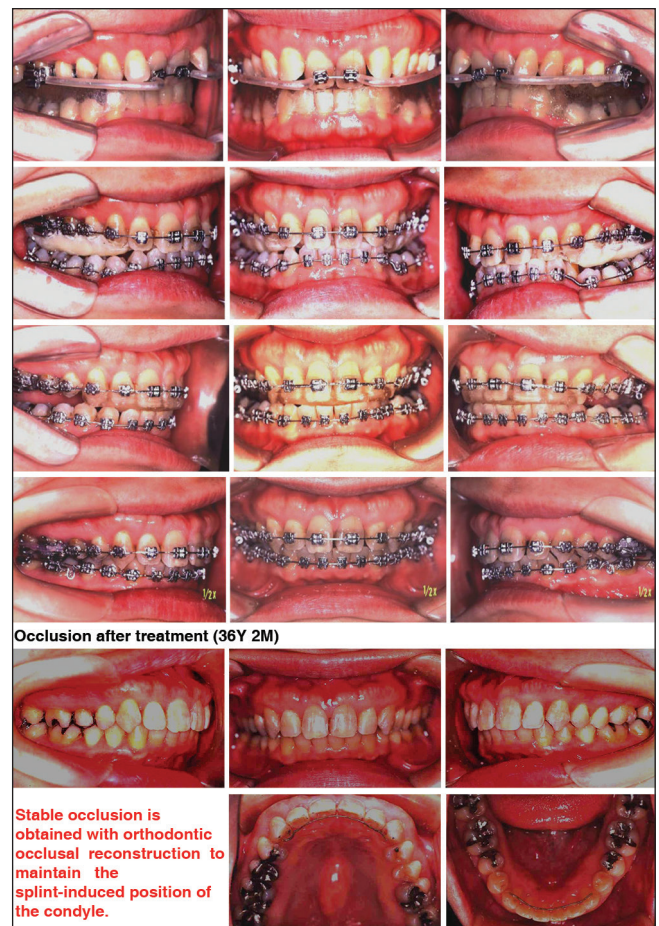 1/2X
1/2X
1/2X
Occlusion after treatment (36Y 2M)
Stable occlusion is
obtained with orthodontic
occlusal reconstruction to
maintain the
splint-induced position of
the condyle.